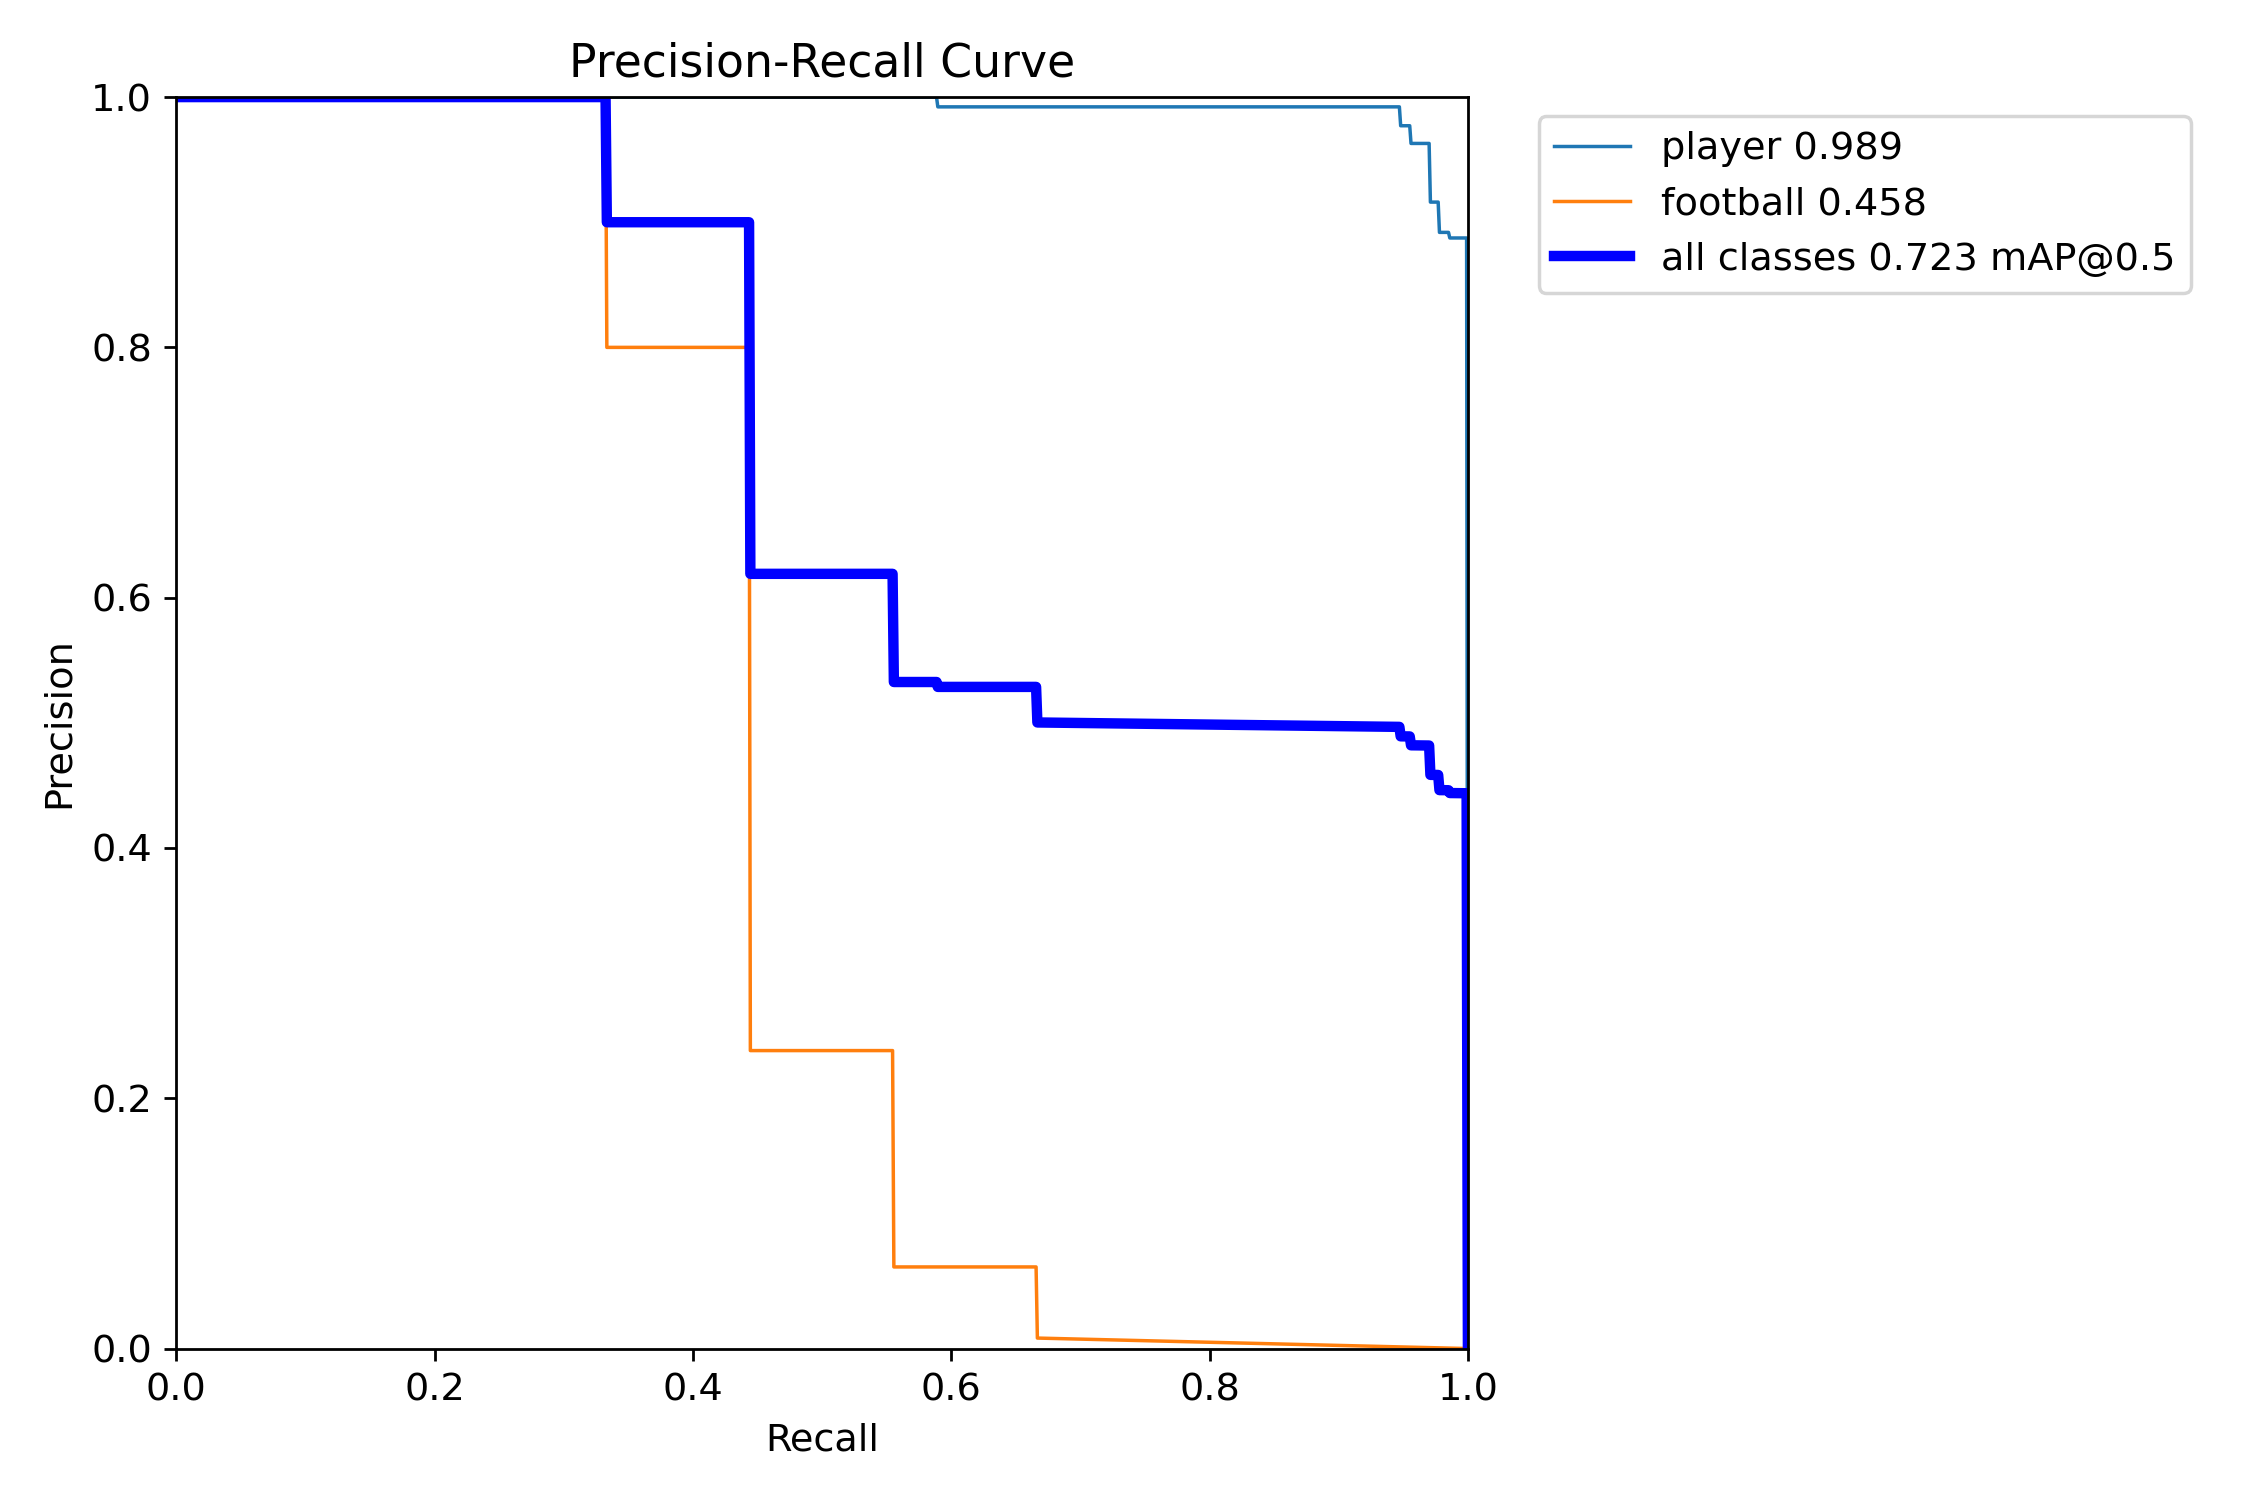 Precision-Recall Curve
1.0
0.8
0.6
0.4
0.2
0.0
Precision
0.0 0.2 0.4 0.6 0.8 1.0
Recall
player 0.989
football 0.458
all classes 0.723 mAP@0.5